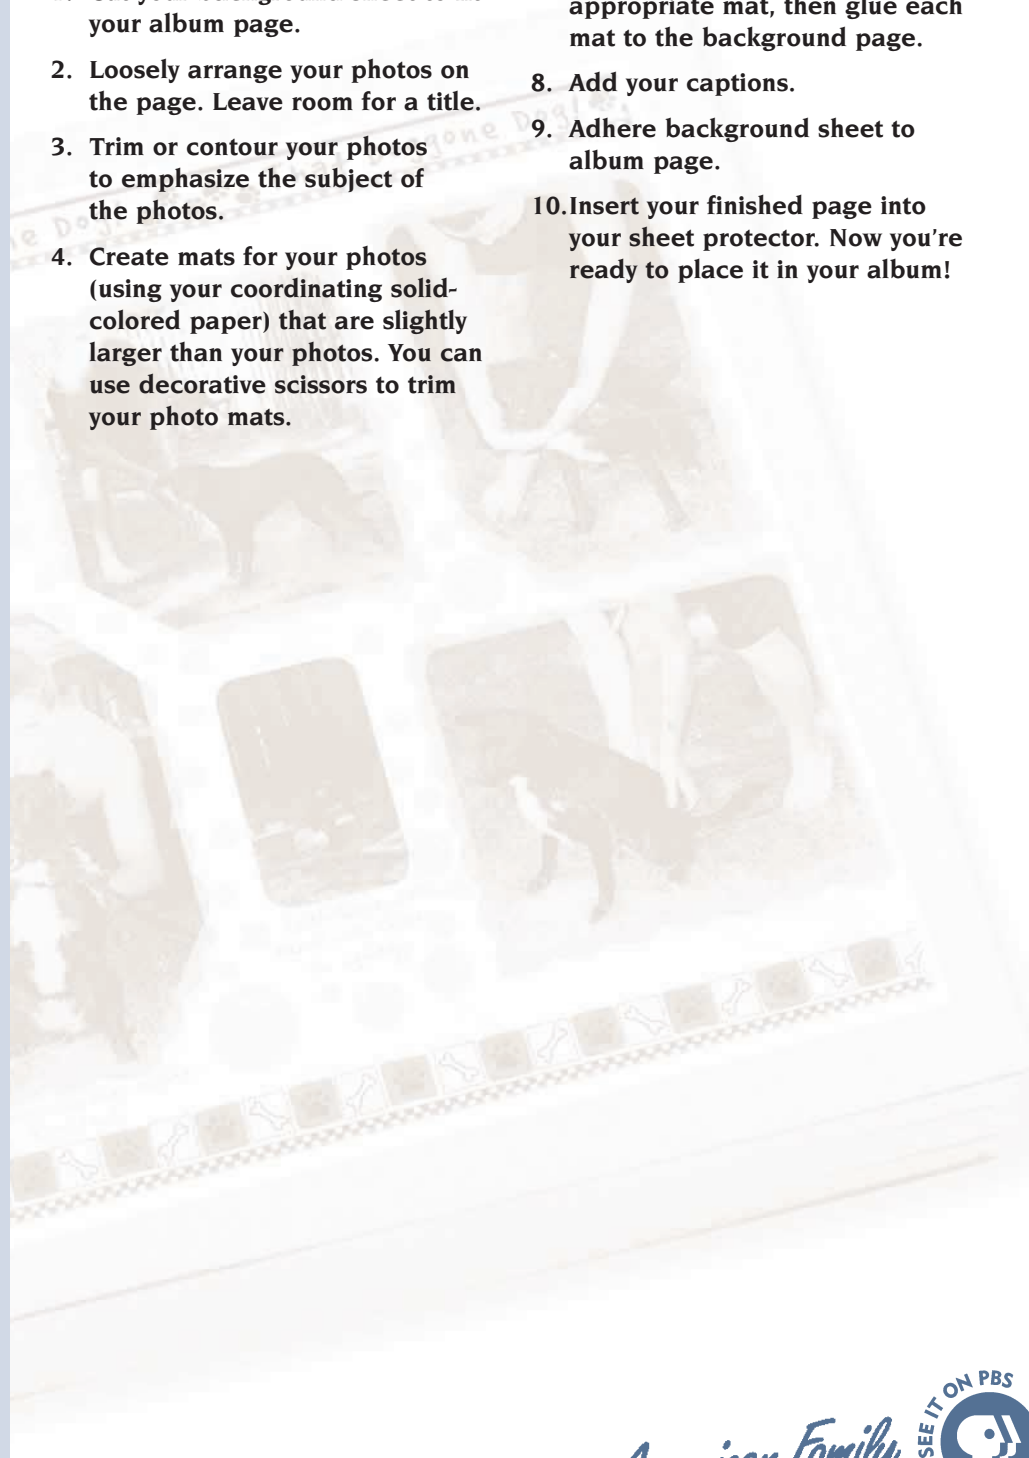 your album page.
2. Loosely arrange your photos on
the page. Leave room for a title.
3. Trim or contour your photos
to emphasize the subject of
the photos.
4. Create mats for your photos
(using your coordinating solid-
colored paper) that are slightly
larger than your photos. You can
use decorative scissors to trim
your photo mats.
appropriate mat, then glue each
mat to the background page.
8. Add your captions.
9. Adhere background sheet to
album page.
10. Insert your finished page into
your sheet protector. Now you’re
ready to place it in your album!
That Doggone Dog!
American Family
SEE IT ON PBS